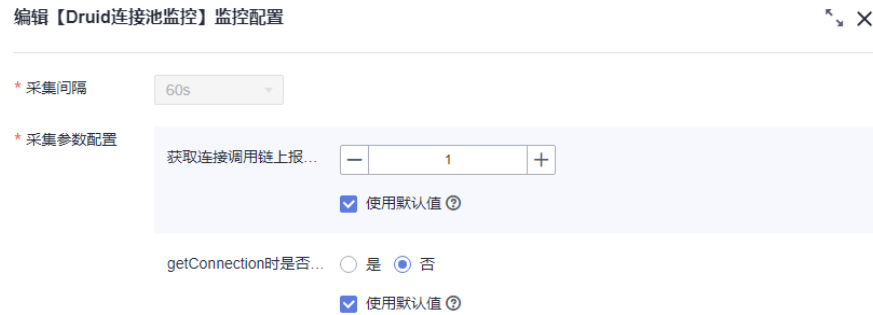 编辑【Druid连接池监控】监控配置
* 采集间隔
60s
* 采集参数配置
获取连接调用链上报...
1
使用默认值
getConnection时是否...
是 否
使用默认值